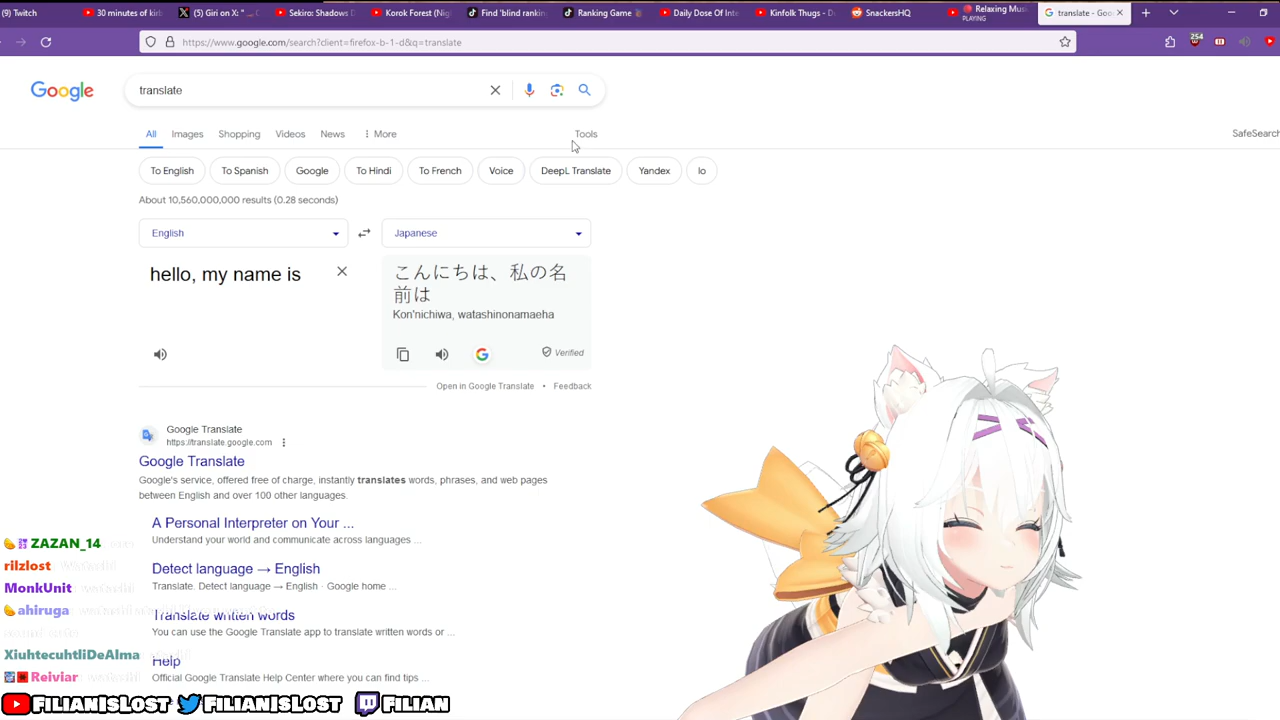 (9) Twitch
30 minutes of kir
(5) Giri on X: "
Sekiro: Shadows D
Korok Forest (Nig
Find 'blind rankin
Ranking Game
Daily Dose Of Inte
Kinfolk Thugs - D
SnackersHQ
Relaxing Mus
PLAYING
translate - Goo
https://www.google.com/search?client=firefox-b-1-d&q=translate
254
Google
translate
All
Images
Shopping
Videos
News
More
Tools
SafeSearch
To English
To Spanish
Google
To Hindi
To French
Voice
DeepL Translate
Yandex
Io
About 10,560,000,000 results (0.28 seconds)
English
Japanese
hello, my name is
こんにちは、私の名
前は
Kon'nichiwa, watashinonamaeha
Verified
Open in Google Translate • Feedback
Google Translate
https://translate.google.com
Google Translate
Google's service, offered free of charge, instantly translates words, phrases, and web pages
between English and over 100 other languages.
A Personal Interpreter on Your ...
Understand your world and communicate across languages ...
ZAZAN_14
rilzlost
Detect language → English
Translate. Detect language → English · Google home ...
MonkUnit
ahiruga
Translate written words
You can use the Google Translate app to translate written words or ...
XiuhtecuhtliDeAlma
Help
Reivlar
Official Google Translate Help Center where you can find tips ...
FILIANISLOST
FILIANISLOST
FILIAN